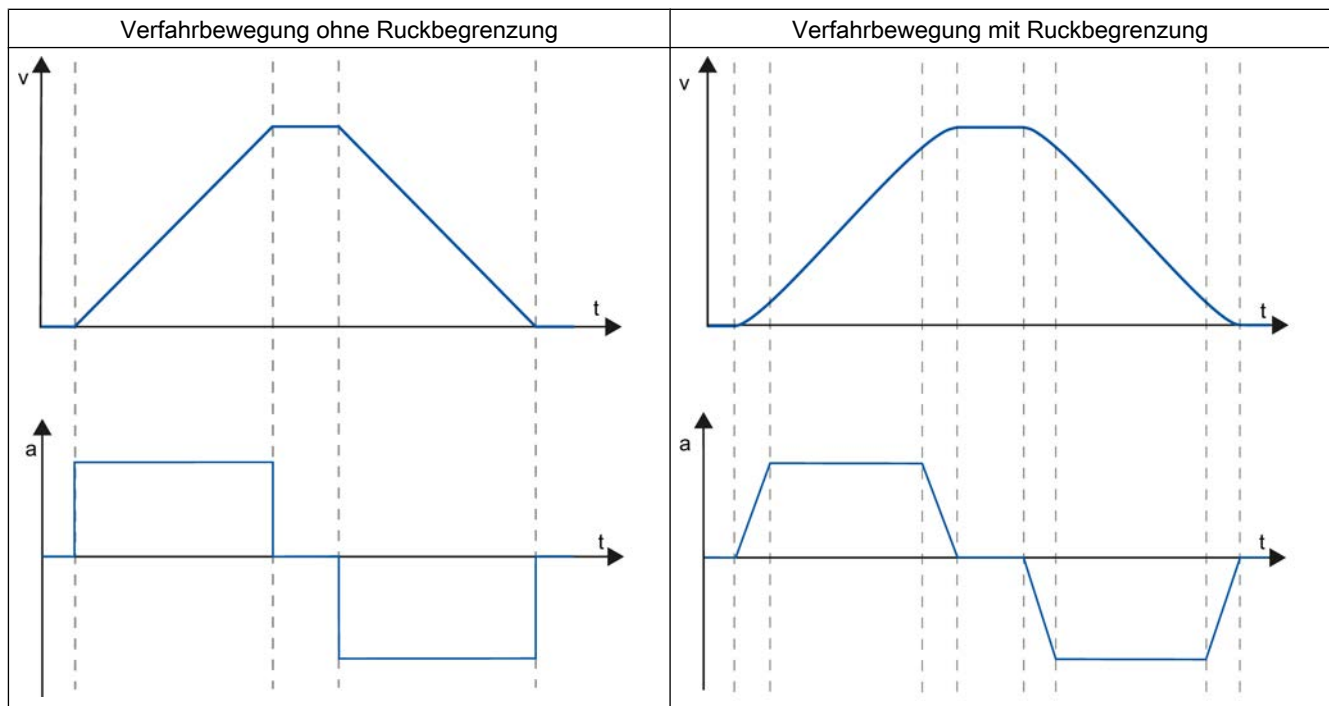 Verfahrbewegung ohne Ruckbegrenzung
Verfahrbewegung mit Ruckbegrenzung
v
t
v
t
a
t
a
t